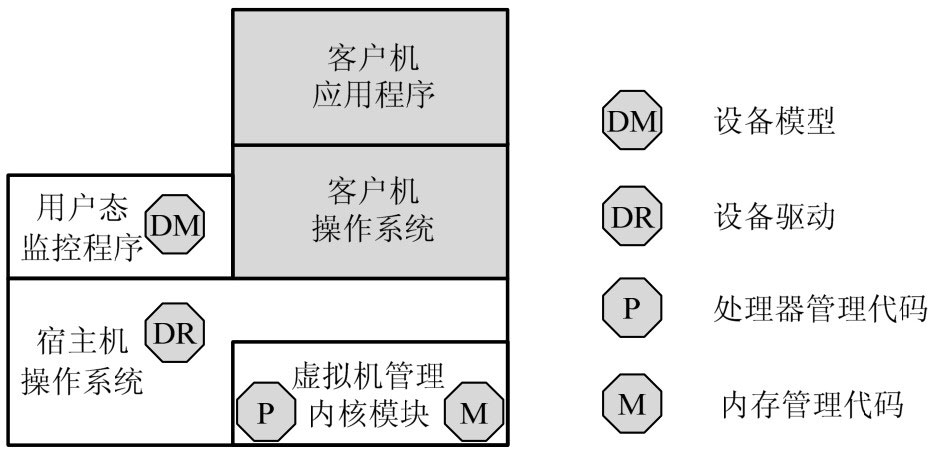 客户机
应用程序
客户机
操作系统
用户态
监控程序
DM
宿主机
操作系统
DR
虚拟机管理
内核模块
P
M
DM 设备模型
DR 设备驱动
P 处理器管理代码
M 内存管理代码